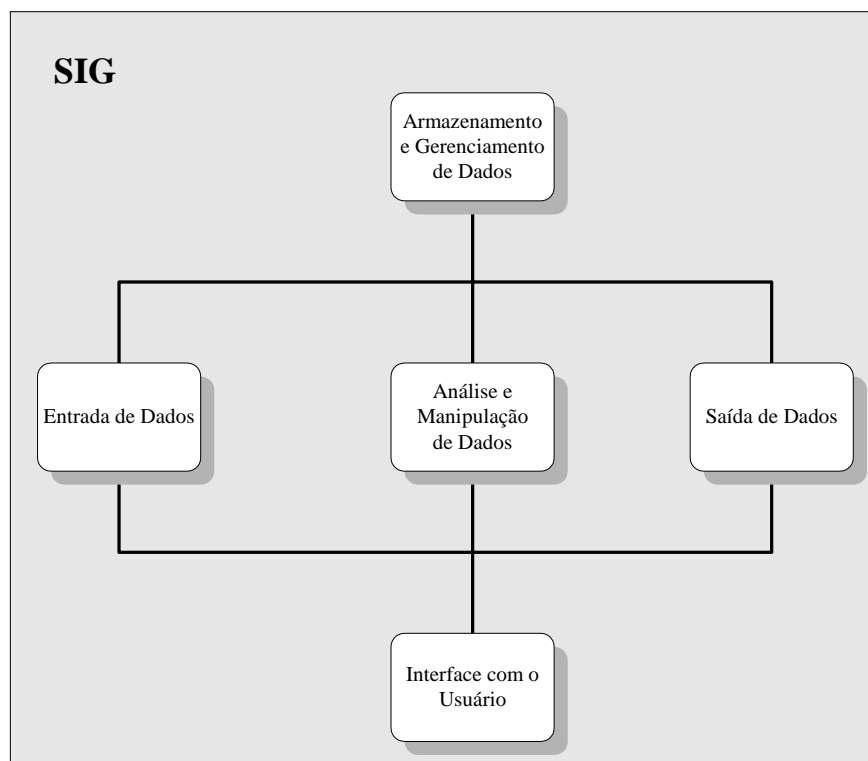 SIG
Armazenamento
e Gerenciamento
de Dados
Entrada de Dados
Análise e
Manipulação
de Dados
Saída de Dados
Interface com o
Usuário